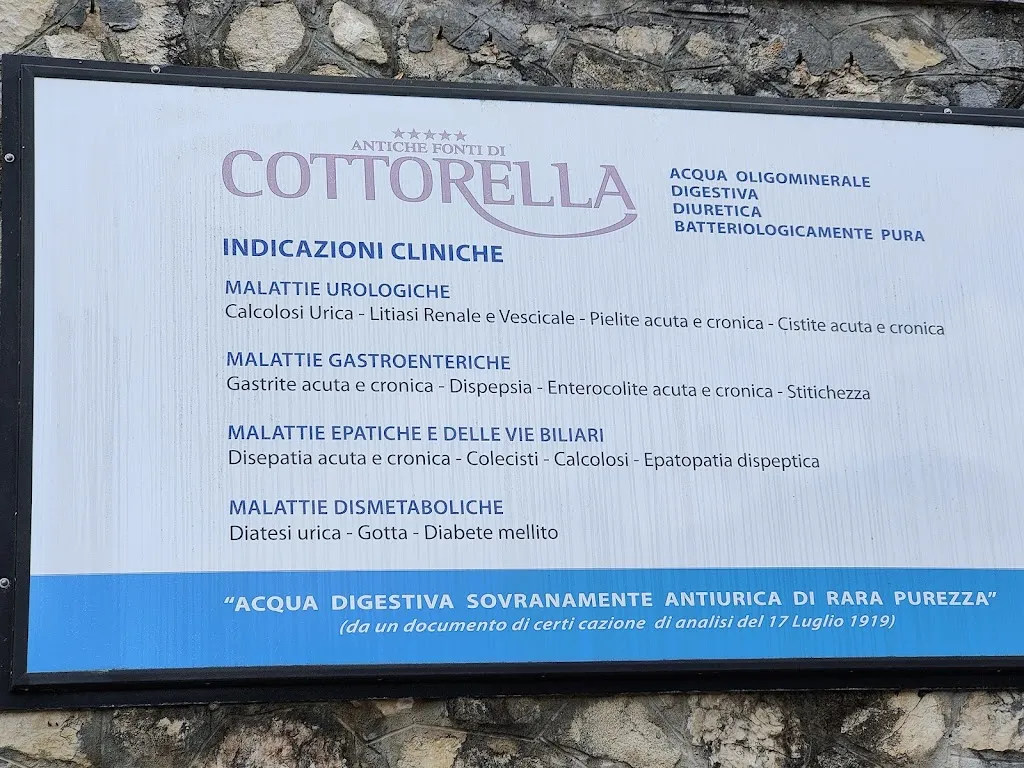 ★★★★★
ANTICHE FONTI DI
COTTORELLA
ACQUA OLIGOMINERALE
DIGESTIVA
DIURETICA
BATTERIOLOGICAMENTE PURA
INDICAZIONI CLINICHE
MALATTIE UROLOGICHE
Calcolosi Urica - Litiasi Renale e Vescicale - Pielite acuta e cronica - Cistite acuta e cronica
MALATTIE GASTROENTERICHE
Gastrite acuta e cronica - Dispepsia - Enterocolite acuta e cronica - Stitichezza
MALATTIE EPATICHE E DELLE VIE BILIARI
Disepatia acuta e cronica - Colecisti - Calcolosi - Epatopatia dispeptica
MALATTIE DISMETABOLICHE
Diatesi urica - Gotta - Diabete mellito
“ACQUA DIGESTIVA SOVRANAMENTE ANTIURICA DI RARA PUREZZA”
(da un documento di certi cazione di analisi del 17 Luglio 1919)